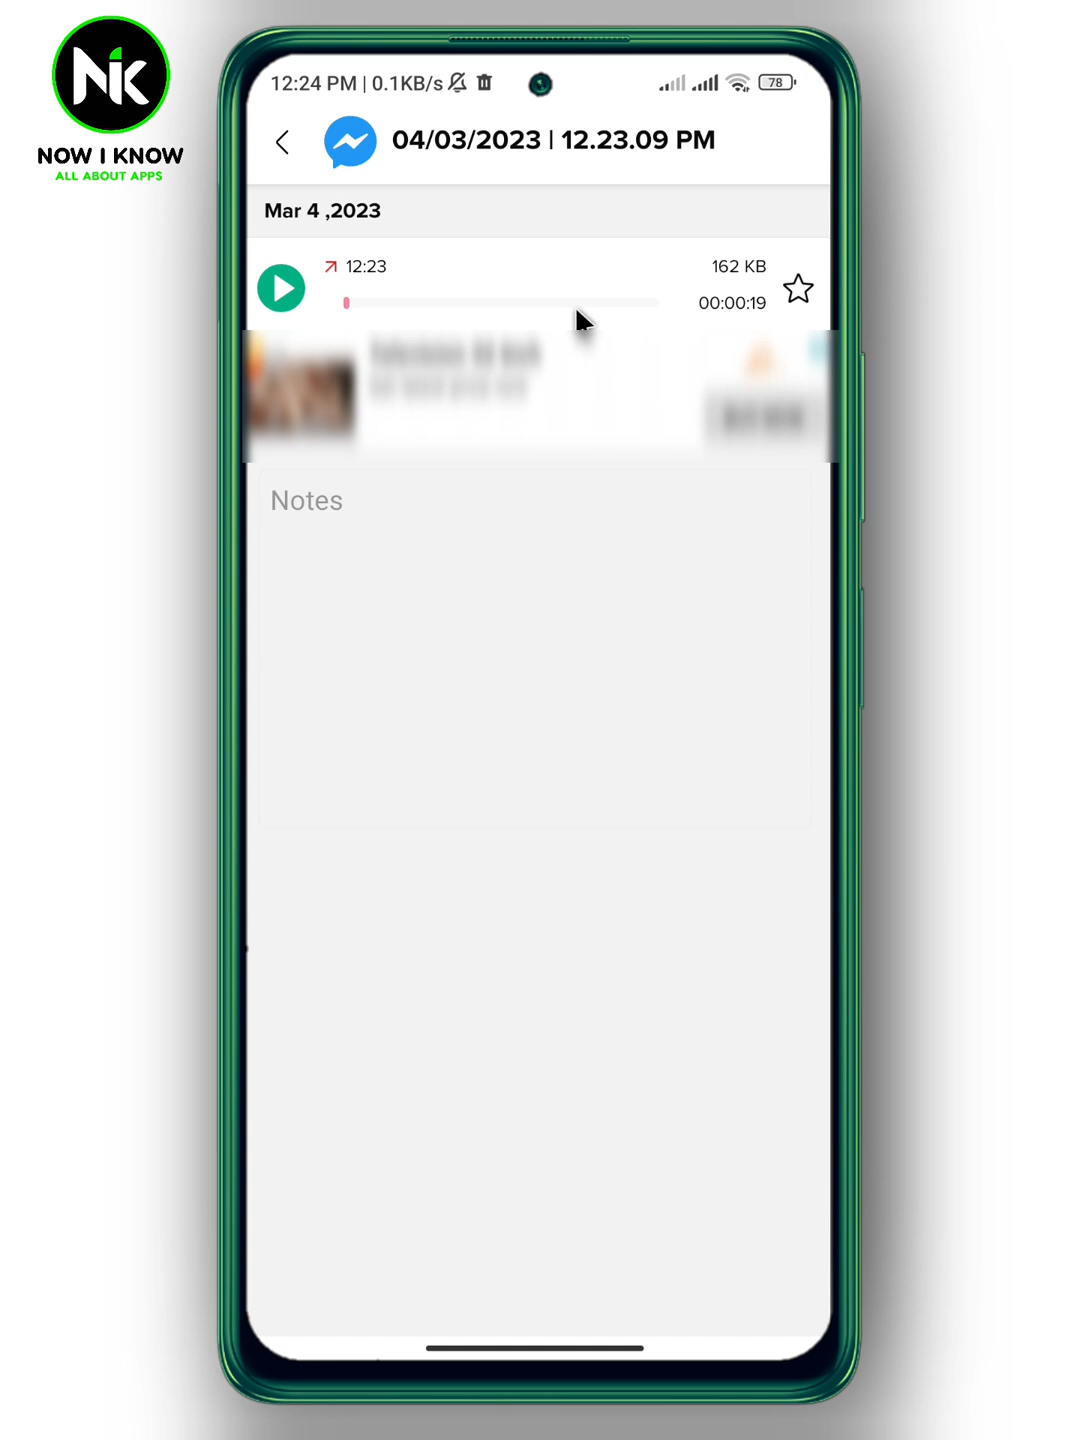 NK
NOW I KNOW
ALL ABOUT APPS
12:24 PM | 0.1KB/s
78
04/03/2023 | 12.23.09 PM
Mar 4 ,2023
12:23
162 KB
00:00:19
Notes